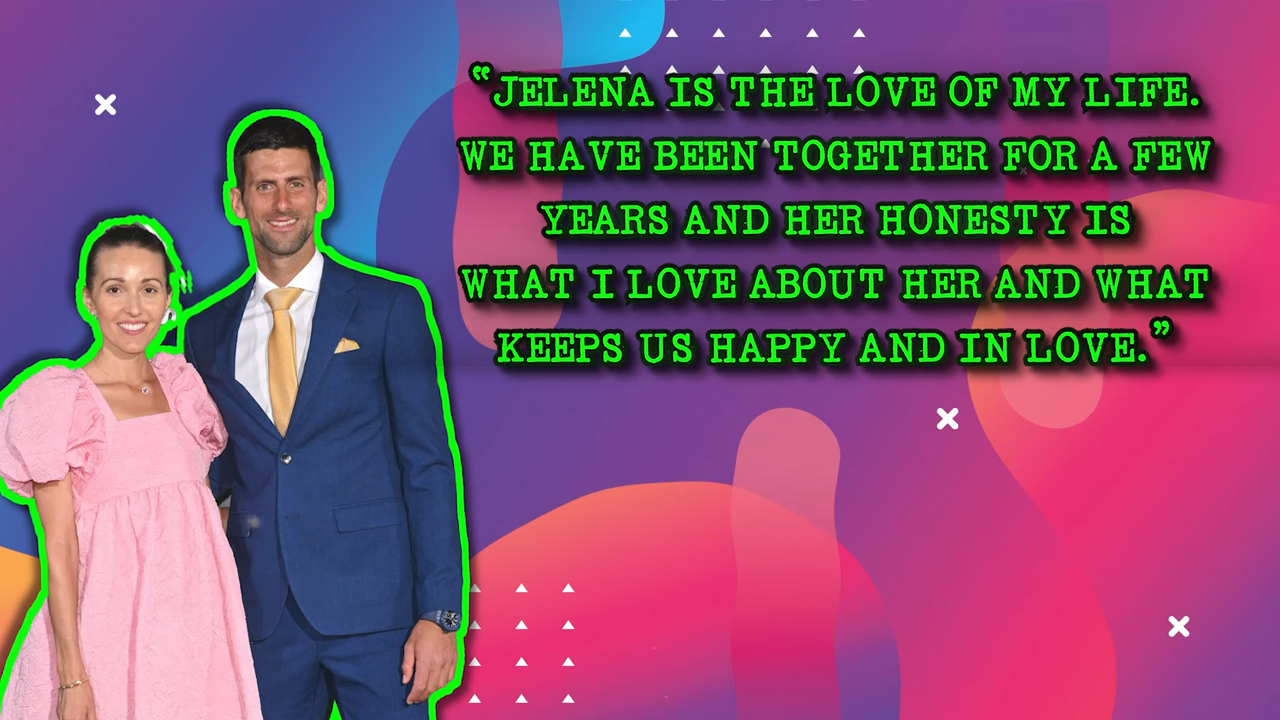 “JELENA IS THE LOVE OF MY LIFE.
WE HAVE BEEN TOGETHER FOR A FEW
YEARS AND HER HONESTY IS
WHAT I LOVE ABOUT HER AND WHAT
KEEPS US HAPPY AND IN LOVE.”